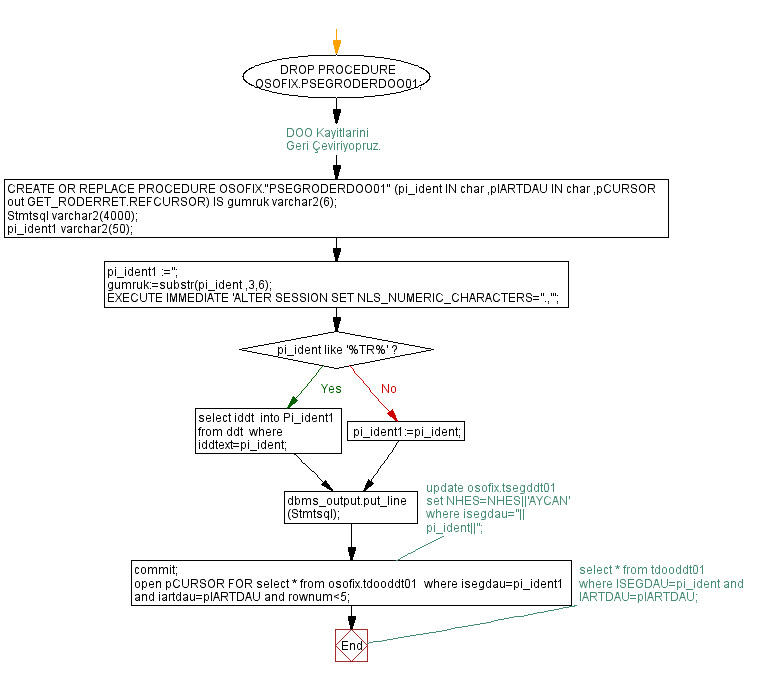 DROP PROCEDURE
OSOFIX.PSEGRODERDOO01;
DOO Kayitlarini
Geri Çeviriyopruz.
CREATE OR REPLACE PROCEDURE OSOFIX."PSEGRODERDOO01" (pi_ident IN char ,pIARTDAU IN char ,pCURSOR
out GET_RODERRET.REFCURSOR) IS gumruk varchar2(6);
Stmtsql varchar2(4000);
pi_ident1 varchar2(50);
pi_ident1 :='';
gumruk:=substr(pi_ident ,3,6);
EXECUTE IMMEDIATE 'ALTER SESSION SET NLS_NUMERIC_CHARACTERS=''.,''';
pi_ident like '%TR%' ?
Yes
No
select iddt  into Pi_ident1
from ddt  where
iddtext=pi_ident;
pi_ident1:=pi_ident;
dbms_output.put_line
(Stmtsql);
update osofix.tsegddt01
set NHES=NHES||'AYCAN'
where isegdau=''||
pi_ident||'';
commit;
open pCURSOR FOR select * from osofix.tdooddt01  where isegdau=pi_ident1
and iartdau=pIARTDAU and rownum<5;
select * from tdooddt01
where ISEGDAU=pi_ident and
IARTDAU=pIARTDAU;
End